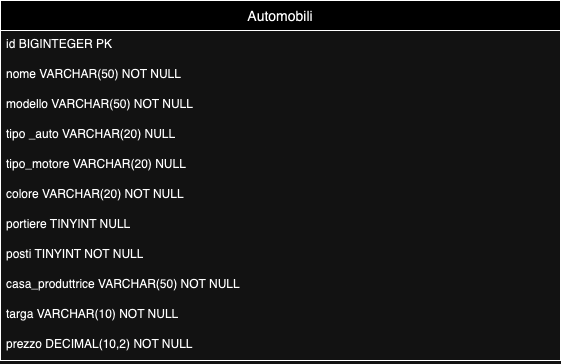 Automobili
id BIGINTEGER PK
nome VARCHAR(50) NOT NULL
modello VARCHAR(50) NOT NULL
tipo _auto VARCHAR(20) NULL
tipo_motore VARCHAR(20) NULL
colore VARCHAR(20) NOT NULL
portiere TINYINT NULL
posti TINYINT NOT NULL
casa_produttrice VARCHAR(50) NOT NULL
targa VARCHAR(10) NOT NULL
prezzo DECIMAL(10,2) NOT NULL